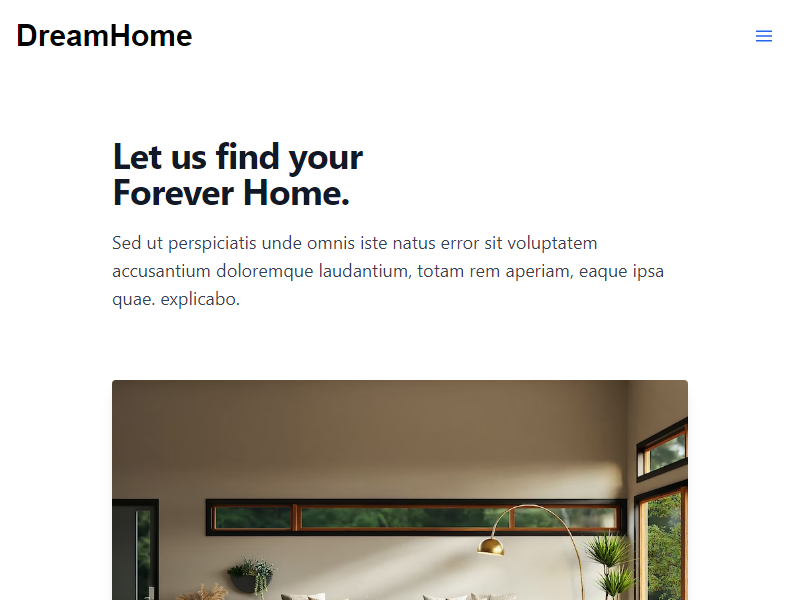 DreamHome
Let us find your
Forever Home.
Sed ut perspiciatis unde omnis iste natus error sit voluptatem
accusantium doloremque laudantium, totam rem aperiam, eaque ipsa
quae. explicabo.